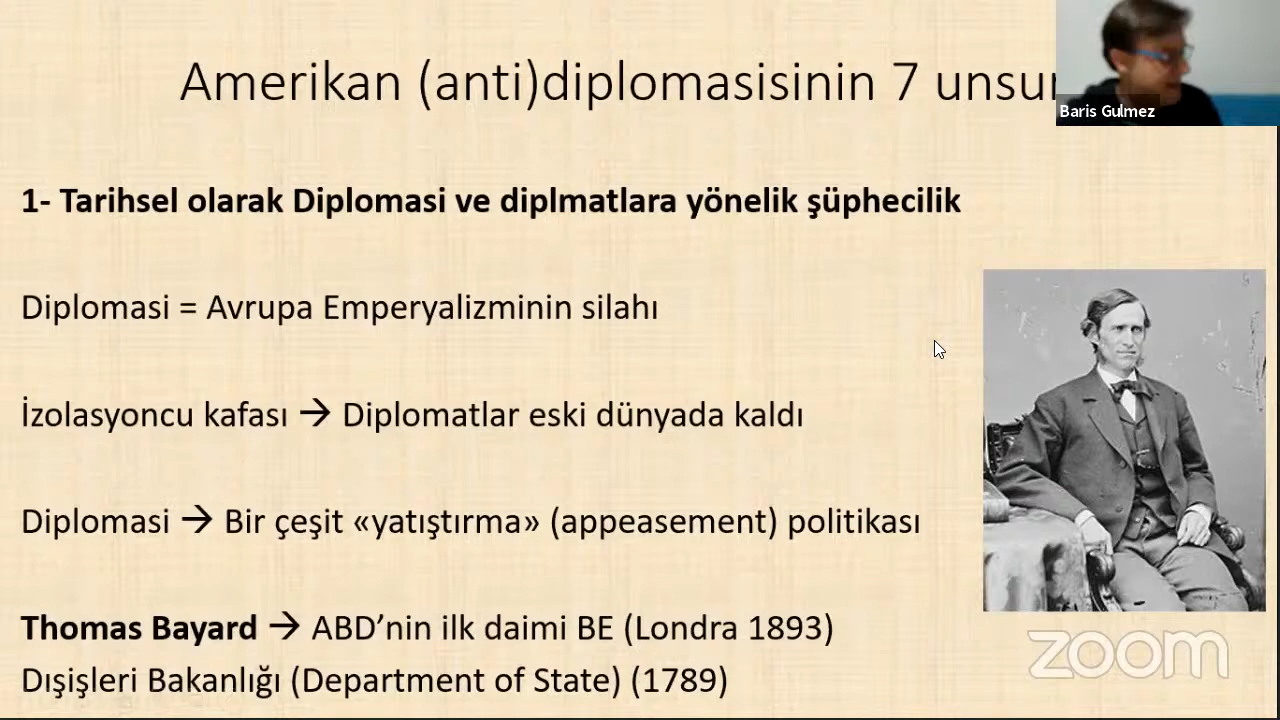 Amerikan (anti)diplomasisinin 7
Baris Gulmez
1- Tarihsel olarak Diplomasi ve diplmatlara yönelik şüphecilik
Diplomasi = Avrupa Emperyalizminin silahı
İzolasyoncu kafası → Diplomatlar eski dünyada kaldı
Diplomasi → Bir çeşit «yatıştırma» (appeasement) politikası
Thomas Bayard → ABD’nin ilk daimi BE (Londra 1893)
Dışişleri Bakanlığı (Department of State) (1789)
zoom